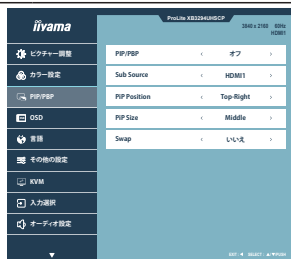 iiyama
ProLite XB3294UHSCP
3840 x 2160 60Hz
HDMI1
ピクチャー調整
カラー設定
PIP/PBP
OSD
言語
その他の設定
KVM
入力選択
オーディオ設定
PIP/PBP ‹ オフ ›
Sub Source ‹ HDMI1 ›
PiP Position ‹ Top-Right ›
PiP Size ‹ Middle ›
Swap ‹ いいえ ›
EXIT : ◀ SELECT : ▲/▼/PUSH